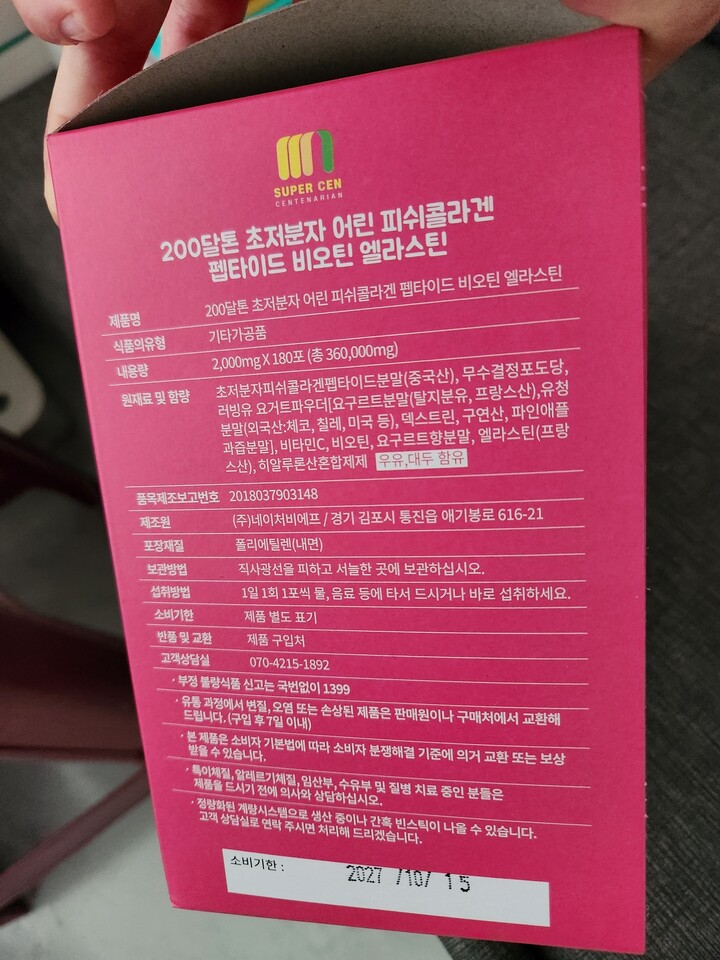 SUPER CEN
CENTENARIAN
200달톤 초저분자 어린 피쉬콜라겐
펩타이드 비오틴 엘라스틴
제품명 200달톤 초저분자 어린 피쉬콜라겐 펩타이드 비오틴 엘라스틴
식품의유형 기타가공품
내용량 2,000mg X 180포 (총 360,000mg)
원재료 및 함량 초저분자피쉬콜라겐펩타이드분말(중국산), 무수결정포도당,
러빙유 요거트파우더[요구르트분말(탈지분유, 프랑스산),유청
분말(외국산:체코, 칠레, 미국 등), 덱스트린, 구연산, 파인애플
과즙분말], 비타민C, 비오틴, 요구르트향분말, 엘라스틴(프랑
스산), 히알루론산혼합제제 우유,대두 함유
품목제조보고번호 2018037903148
제조원 (주)네이처비에프 / 경기 김포시 통진읍 애기봉로 616-21
포장재질 폴리에틸렌(내면)
보관방법 직사광선을 피하고 서늘한 곳에 보관하십시오.
섭취방법 1일 1회 1포씩 물, 음료 등에 타서 드시거나 바로 섭취하세요.
소비기한 제품 별도 표기
반품 및 교환 제품 구입처
고객상담실 070-4215-1892
· 부정 불량식품 신고는 국번없이 1399
· 유통 과정에서 변질, 오염 또는 손상된 제품은 판매원이나 구매처에서 교환해
드립니다. (구입 후 7일 이내)
· 본 제품은 소비자 기본법에 따라 소비자 분쟁해결 기준에 의거 교환 또는 보상
받을 수 있습니다.
· 특이체질, 알레르기체질, 임산부, 수유부 및 질병 치료 중인 분들은
제품을 드시기 전에 의사와 상담하십시오.
· 정량화된 계량시스템으로 생산 중이나 간혹 빈스틱이 나올 수 있습니다.
고객 상담실로 연락 주시면 처리해 드리겠습니다.
소비기한 : 2027 /10/ 15